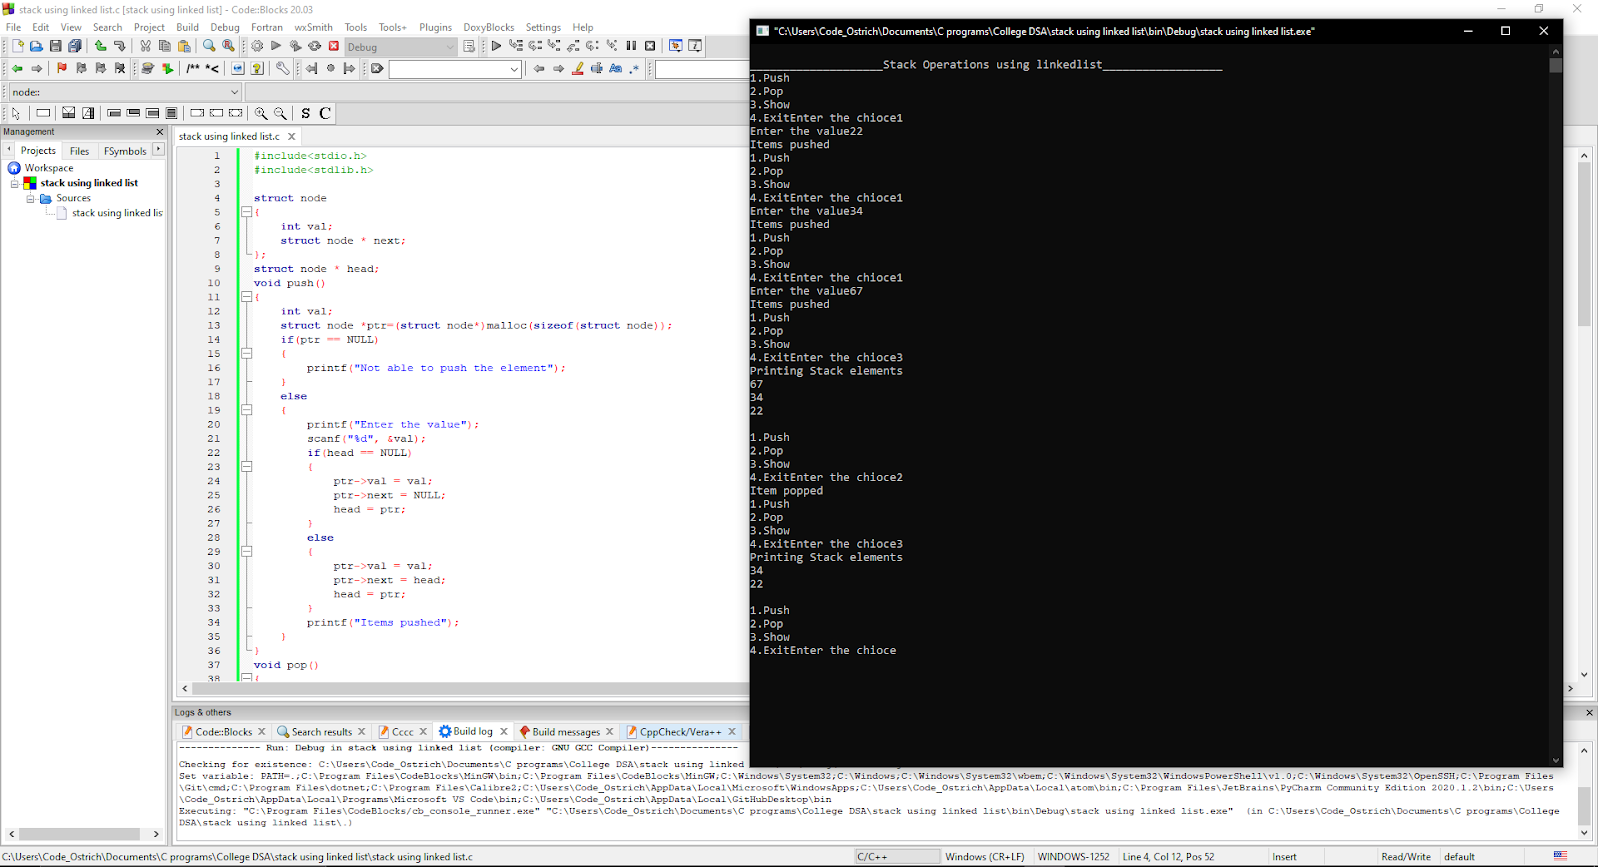 stack using linked list.c [stack using linked list] - Code::Blocks 20.03
File Edit View Search Project Build Debug Fortran wxSmith Tools Tools+ Plugins DoxyBlocks Settings Help
Debug
/** *<
node::
S C
Management
Projects Files FSymbols
Workspace
stack using linked list
Sources
stack using linked lis
stack using linked list.c
1 #include<stdio.h>
2 #include<stdlib.h>
3
4 struct node
5 {
6 int val;
7 struct node * next;
8 };
9 struct node * head;
10 void push()
11 {
12 int val;
13 struct node *ptr=(struct node*)malloc(sizeof(struct node));
14 if(ptr == NULL)
15 {
16 printf("Not able to push the element");
17 }
18 else
19 {
20 printf("Enter the value");
21 scanf("%d", &val);
22 if(head == NULL)
23 {
24 ptr->val = val;
25 ptr->next = NULL;
26 head = ptr;
27 }
28 else
29 {
30 ptr->val = val;
31 ptr->next = head;
32 head = ptr;
33 }
34 printf("Items pushed");
35 }
36 }
37 void pop()
38 {
"C:\Users\Code_Ostrich\Documents\C programs\College DSA\stack using linked list\bin\Debug\stack using linked list.exe"
____________________Stack Operations using linkedlist__________________
1.Push
2.Pop
3.Show
4.ExitEnter the chioce1
Enter the value22
Items pushed
1.Push
2.Pop
3.Show
4.ExitEnter the chioce1
Enter the value34
Items pushed
1.Push
2.Pop
3.Show
4.ExitEnter the chioce1
Enter the value67
Items pushed
1.Push
2.Pop
3.Show
4.ExitEnter the chioce3
Printing Stack elements
67
34
22
1.Push
2.Pop
3.Show
4.ExitEnter the chioce2
Item popped
1.Push
2.Pop
3.Show
4.ExitEnter the chioce3
Printing Stack elements
34
22
1.Push
2.Pop
3.Show
4.ExitEnter the chioce
Logs & others
Code::Blocks Search results Cccc Build log Build messages CppCheck/Vera++
-------------- Run: Debug in stack using linked list (compiler: GNU GCC Compiler)---------------
Checking for existence: C:\Users\Code_Ostrich\Documents\C programs\College DSA\stack using linked
Set variable: PATH=.;C:\Program Files\CodeBlocks\MinGW\bin;C:\Program Files\CodeBlocks\MinGW;C:\Windows\System32;C:\Windows;C:\Windows\System32\wbem;C:\Windows\System32\WindowsPowerShell\v1.0;C:\Windows\System32\OpenSSH;C:\Program Files
\Git\cmd;C:\Program Files\dotnet;C:\Program Files\Calibre2;C:\Users\Code_Ostrich\AppData\Local\Microsoft\WindowsApps;C:\Users\Code_Ostrich\AppData\Local\atom\bin;C:\Program Files\JetBrains\PyCharm Community Edition 2020.1.2\bin;C:\Users
\Code_Ostrich\AppData\Local\Programs\Microsoft VS Code\bin;C:\Users\Code_Ostrich\AppData\Local\GitHubDesktop\bin
Executing: "C:\Program Files\CodeBlocks/cb_console_runner.exe" "C:\Users\Code_Ostrich\Documents\C programs\College DSA\stack using linked list\bin\Debug\stack using linked list.exe" (in C:\Users\Code_Ostrich\Documents\C programs\College
DSA\stack using linked list\.)
C:\Users\Code_Ostrich\Documents\C programs\College DSA\stack using linked list\stack using linked list.c C/C++ Windows (CR+LF) WINDOWS-1252 Line 4, Col 12, Pos 52 Insert Read/Write default